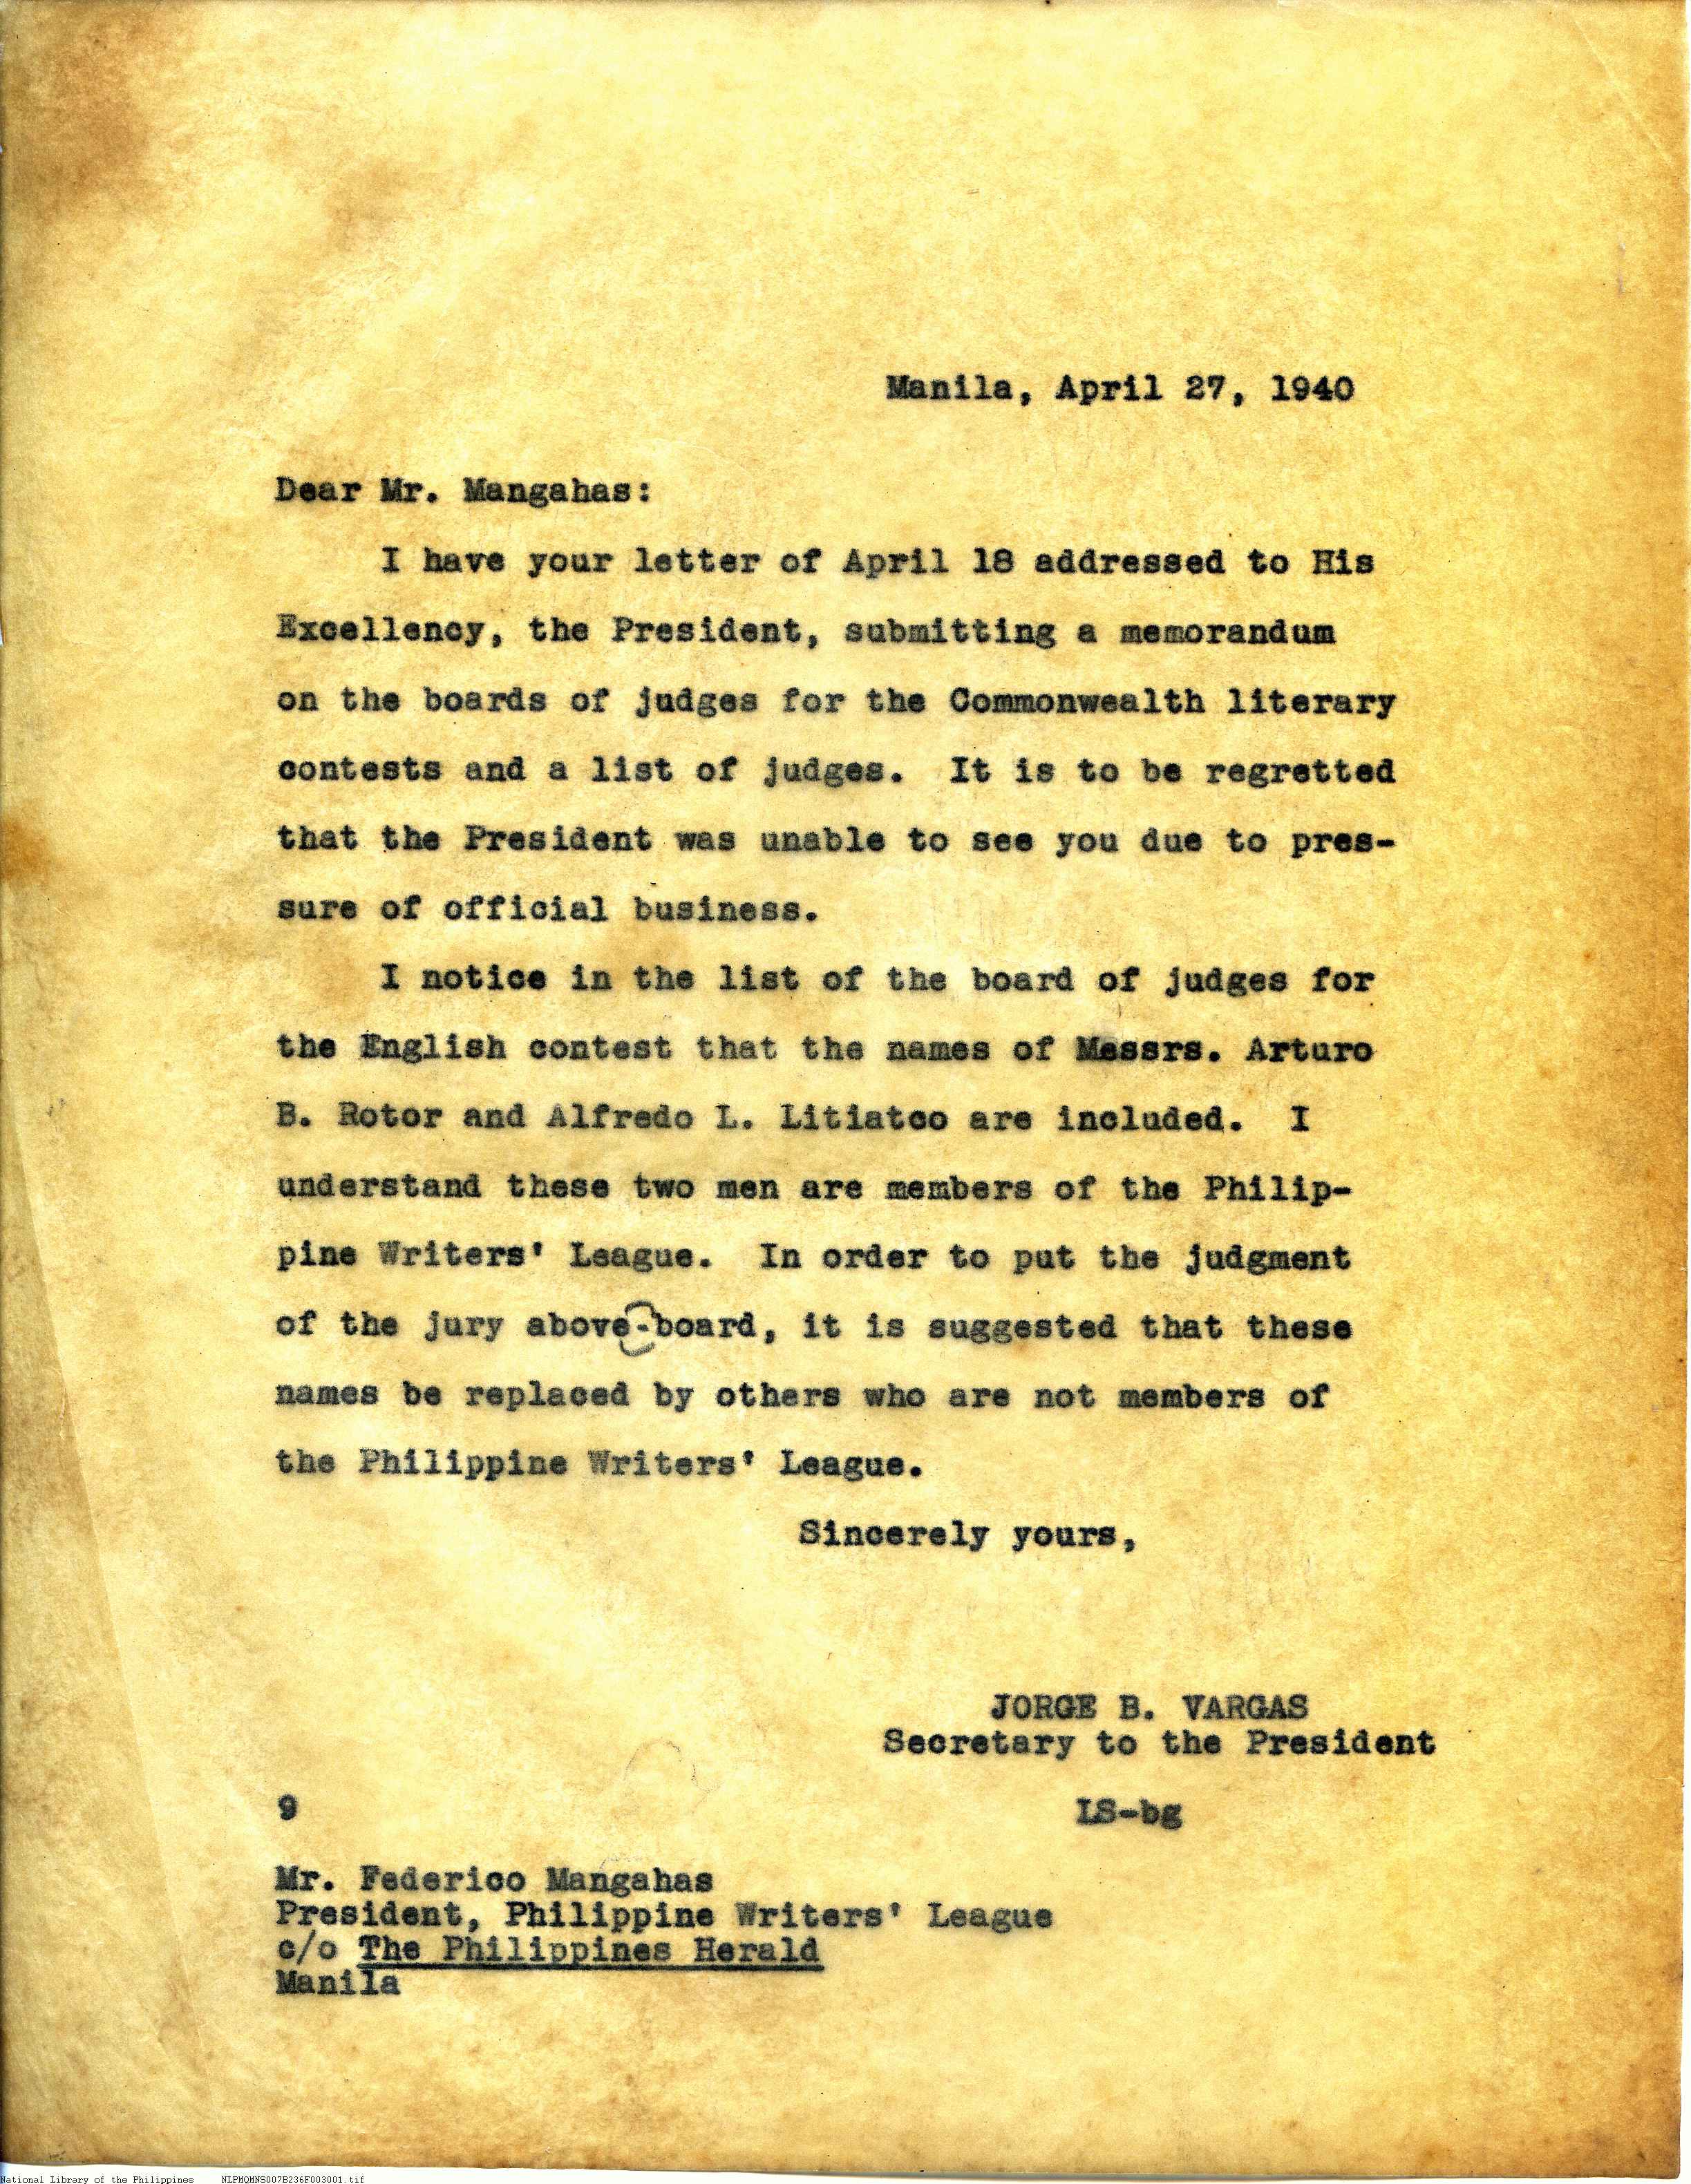 Manila, April 27, 1940
Dear Mr. Mangahas:
I have your letter of April 18 addressed to His
Excellency, the President, submitting a memorandum
on the boards of judges for the Commonwealth literary
contests and a list of judges. It is to be regretted
that the President was unable to see you due to pres-
sure of official business.
I notice in the list of the board of judges for
the English contest that the names of Messrs. Arturo
B. Rotor and Alfredo L. Litiatco are included. I
understand these two men are members of the Philip-
pine Writers' League. In order to put the judgment
of the jury above-board, it is suggested that these
names be replaced by others who are not members of
the Philippine Writers' League.
Sincerely yours,
JORGE B. VARGAS
Secretary to the President
9 LS-bg
Mr. Federico Mangahas
President, Philippine Writers' League
c/o The Philippines Herald
Manila
National Library of the Philippines NLPMQMNS007B236F003001.tif